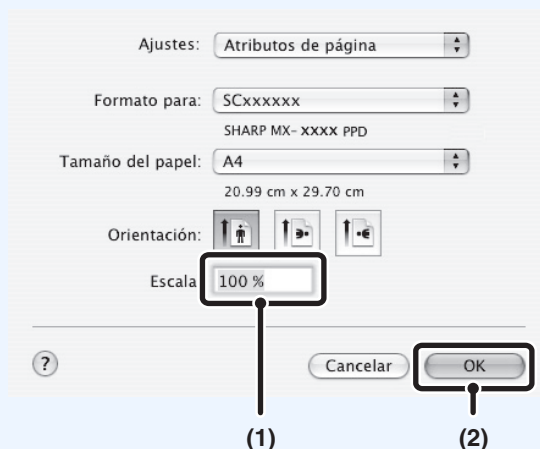 Ajustes: Atributos de página
Formato para: SCxxxxxx
SHARP MX- xxxx PPD
Tamaño del papel: A4
20.99 cm x 29.70 cm
Orientación:
Escala 100 %
? Cancelar OK
(1) (2)